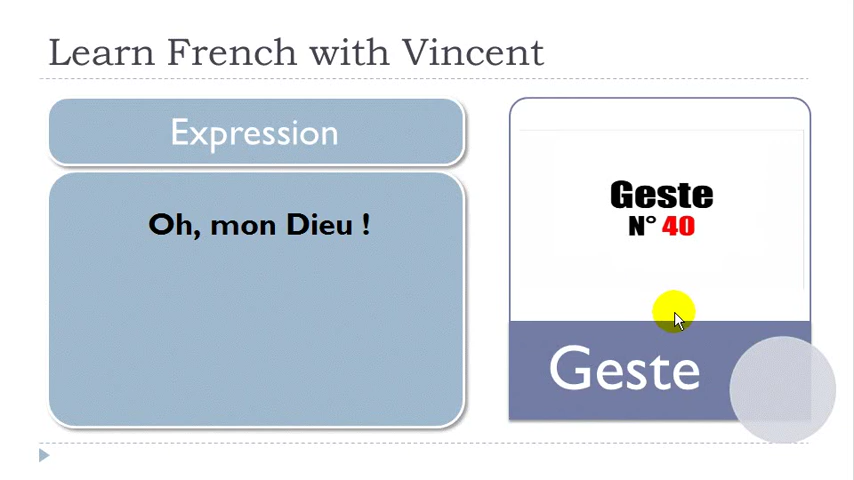 Learn French with Vincent
Expression
Oh, mon Dieu !
Geste
N° 40
Geste